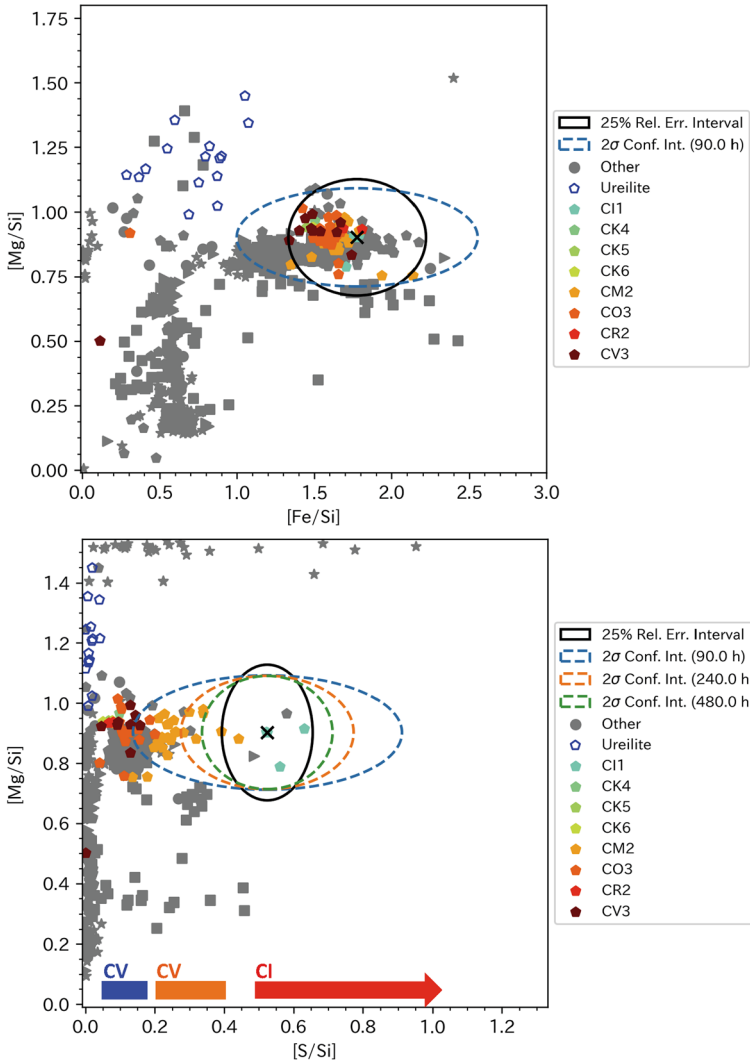 1.75
1.50
1.25
1.00
0.75
0.50
0.25
0.00
[Mg/Si]
0.0
0.5
1.0
1.5
2.0
2.5
3.0
[Fe/Si]
25% Rel. Err. Interval
2σ Conf. Int. (90.0 h)
Other
Ureilite
CI1
CK4
CK5
CK6
CM2
CO3
CR2
CV3
1.4
1.2
1.0
0.8
0.6
0.4
0.2
0.0
[Mg/Si]
CV
CV
CI
0.0
0.2
0.4
0.6
0.8
1.0
1.2
[S/Si]
25% Rel. Err. Interval
2σ Conf. Int. (90.0 h)
2σ Conf. Int. (240.0 h
2σ Conf. Int. (480.0 h
Other
Ureilite
CI1
CK4
CK5
CK6
CM2
CO3
CR2
CV3